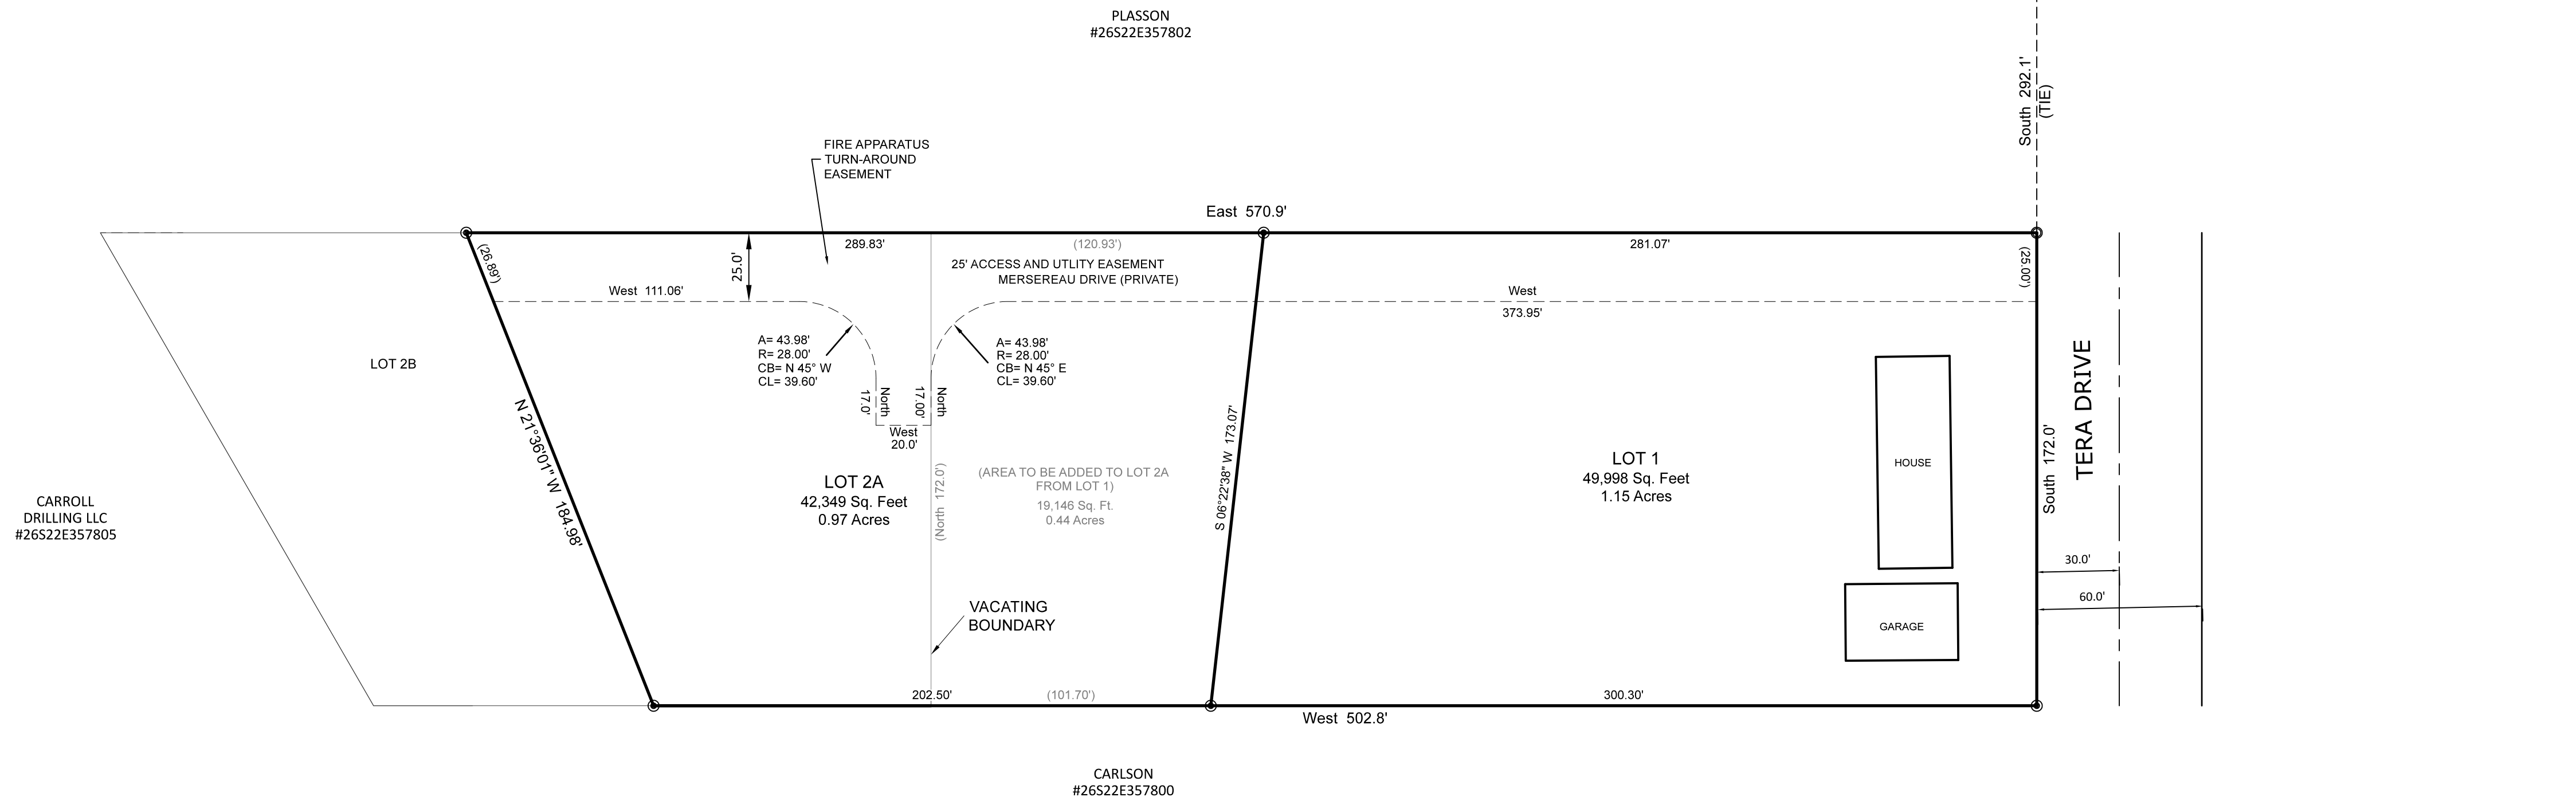 PLASSON
#26S22E357802
South 292.1'
(TIE)
FIRE APPARATUS
TURN-AROUND
EASEMENT
East 570.9'
289.83'
(120.93')
281.07'
(26.89')
25.0'
25' ACCESS AND UTLITY EASEMENT
MERSEREAU DRIVE (PRIVATE)
(25.00')
West 111.06'
West
373.95'
A= 43.98'
R= 28.00'
CB= N 45° W
CL= 39.60'
A= 43.98'
R= 28.00'
CB= N 45° E
CL= 39.60'
LOT 2B
North
17.0'
17.00'
North
West
20.0'
N 21°36'01" W 184.98'
S 06°22'38" W 173.07'
LOT 2A
42,349 Sq. Feet
0.97 Acres
(North 172.0')
(AREA TO BE ADDED TO LOT 2A
FROM LOT 1)
19,146 Sq. Ft.
0.44 Acres
LOT 1
49,998 Sq. Feet
1.15 Acres
HOUSE
GARAGE
South 172.0'
TERA DRIVE
30.0'
60.0'
CARROLL
DRILLING LLC
#26S22E357805
VACATING
BOUNDARY
202.50'
(101.70')
300.30'
West 502.8'
CARLSON
#26S22E357800